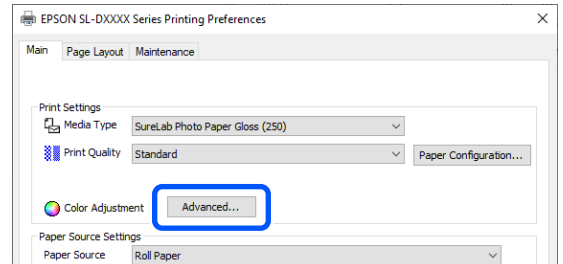 EPSON SL-DXXXX Series Printing Preferences
Main Page Layout Maintenance
Print Settings
Media Type SureLab Photo Paper Gloss (250)
Print Quality Standard Paper Configuration...
Color Adjustment Advanced...
Paper Source Settings
Paper Source Roll Paper